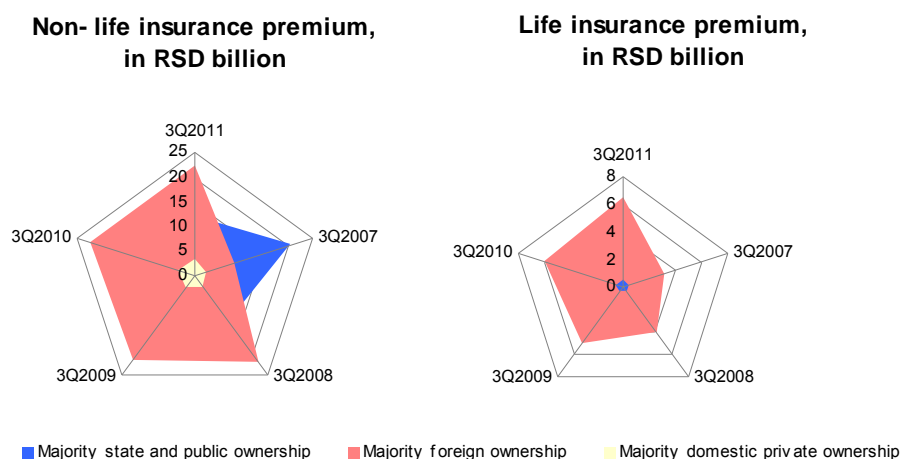 Non- life insurance premium,
in RSD billion
3Q2011
25
20
15
10
5
0
3Q2007
3Q2008
3Q2009
3Q2010
Life insurance premium,
in RSD billion
3Q2011
8
6
4
2
0
3Q2007
3Q2008
3Q2009
3Q2010
Majority state and public ownership
Majority foreign ownership
Majority domestic private ownership